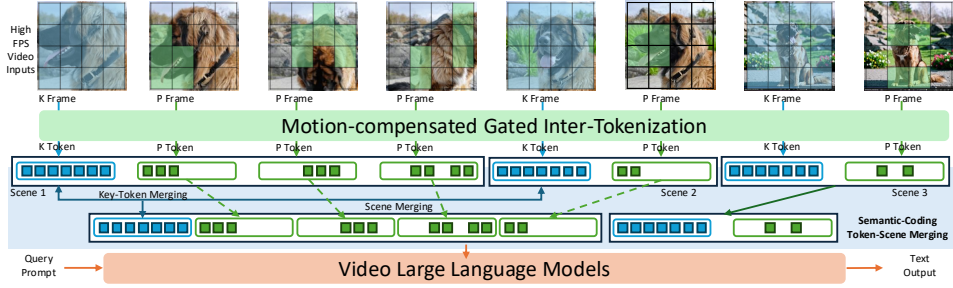 High
FPS
Video
Inputs
K Frame P Frame P Frame P Frame K Frame P Frame K Frame P Frame
Motion-compensated Gated Inter-Tokenization
K Token P Token P Token P Token K Token P Token K Token P Token
Scene 1 Scene 2 Scene 3
Key-Token Merging Scene Merging
Semantic-Coding
Token-Scene Merging
Query
Prompt
Video Large Language Models
Text
Output